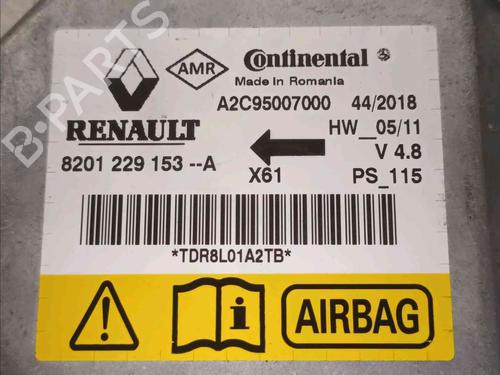 AMR
Continental
Made in Romania
RENAULT
A2C95007000 44/2018
HW__05/11
8201 229 153 --A
X61
V 4.8
PS_115
*TDR8L01A2TB*
AIRBAG
B-PARTS